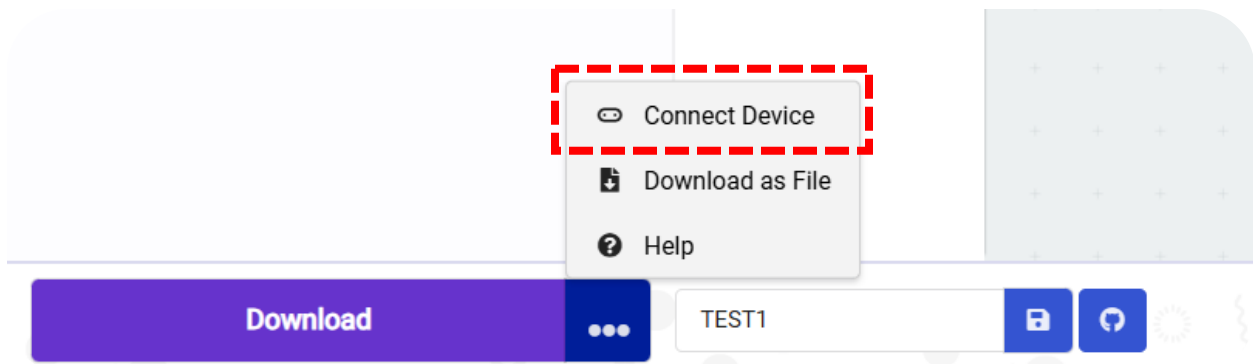 Connect Device
Download as File
Help
Download
TEST1